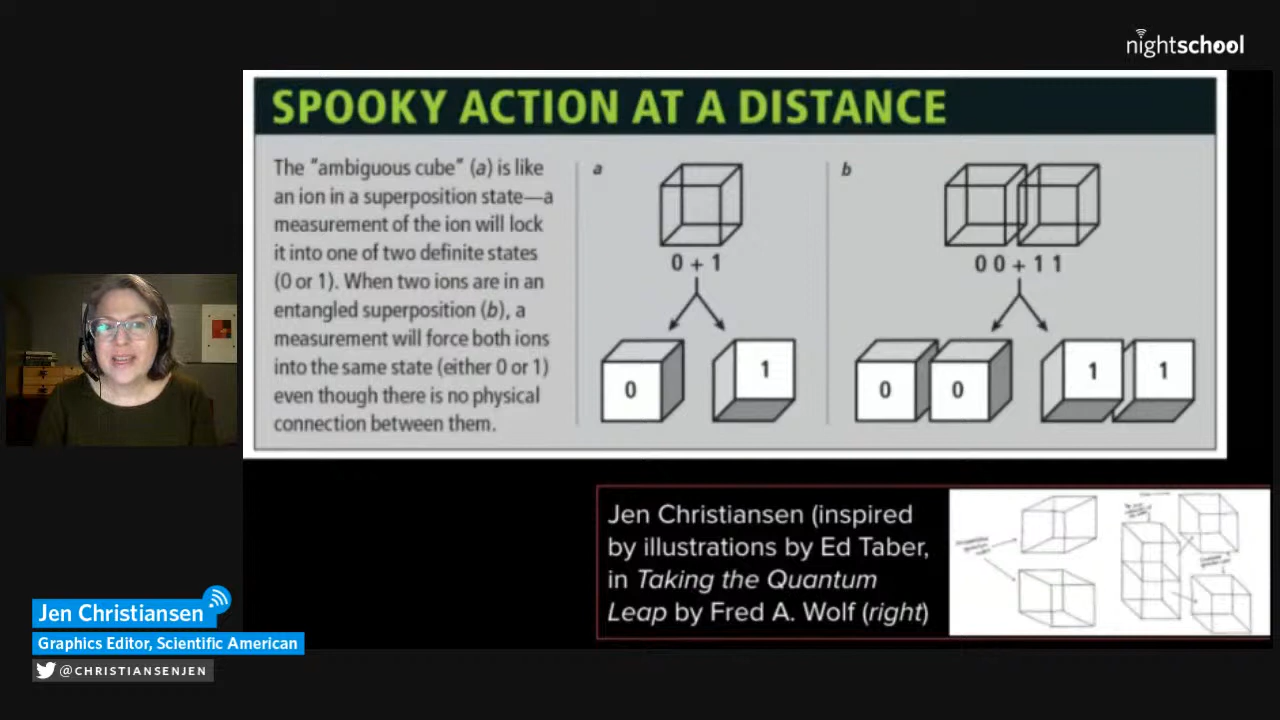 nightschool
SPOOKY ACTION AT A DISTANCE
The “ambiguous cube” (a) is like
an ion in a superposition state—a
measurement of the ion will lock
it into one of two definite states
(0 or 1). When two ions are in an
entangled superposition (b), a
measurement will force both ions
into the same state (either 0 or 1)
even though there is no physical
connection between them.
a
0 + 1
0
1
b
0 0 + 1 1
0 0
1 1
Jen Christiansen (inspired
by illustrations by Ed Taber,
in Taking the Quantum
Leap by Fred A. Wolf (right)
Jen Christiansen
Graphics Editor, Scientific American
@CHRISTIANSENJEN